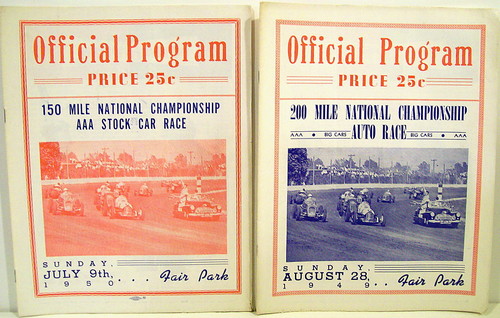 Official Program
PRICE 25c
150 MILE NATIONAL CHAMPIONSHIP
AAA STOCK CAR RACE
SUNDAY,
JULY 9th,
1950 . . . Fair Park
Official Program
PRICE 25c
200 MILE NATIONAL CHAMPIONSHIP
AAA • BIG CARS • AUTO RACE • BIG CARS • AAA
SUNDAY,
AUGUST 28,
1949 . . Fair Park